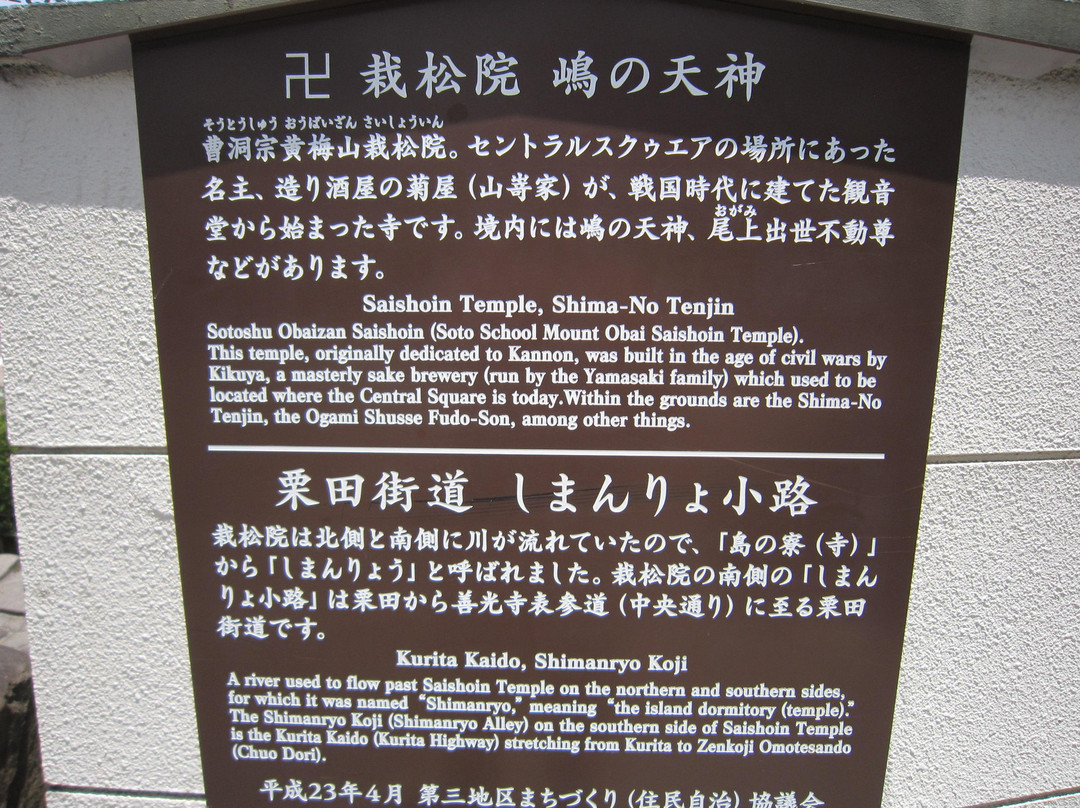 卍 栽松院 嶋の天神
そうとうしゅう おうばいざん さいしょういん
曹洞宗黄梅山栽松院。セントラルスクゥエアの場所にあった
名主、造り酒屋の菊屋（山嵜家）が、戦国時代に建てた観音
堂から始まった寺です。境内には嶋の天神、尾上出世不動尊
おがみ
などがあります。
Saishoin Temple, Shima-No Tenjin
Sotoshu Obaizan Saishoin (Soto School Mount Obai Saishoin Temple).
This temple, originally dedicated to Kannon, was built in the age of civil wars by
Kikuya, a masterly sake brewery (run by the Yamasaki family) which used to be
located where the Central Square is today.Within the grounds are the Shima-No
Tenjin, the Ogami Shusse Fudo-Son, among other things.
栗田街道 しまんりょ小路
栽松院は北側と南側に川が流れていたので、「島の寮（寺）」
から「しまんりょう」と呼ばれました。栽松院の南側の「しまん
りょ小路」は栗田から善光寺表参道（中央通り）に至る栗田
街道です。
Kurita Kaido, Shimanryo Koji
A river used to flow past Saishoin Temple on the northern and southern sides,
for which it was named “Shimanryo,” meaning “the island dormitory (temple).”
The Shimanryo Koji (Shimanryo Alley) on the southern side of Saishoin Temple
is the Kurita Kaido (Kurita Highway) stretching from Kurita to Zenkoji Omotesando
(Chuo Dori).
平成23年4月 第三地区まちづくり（住民自治）協議会